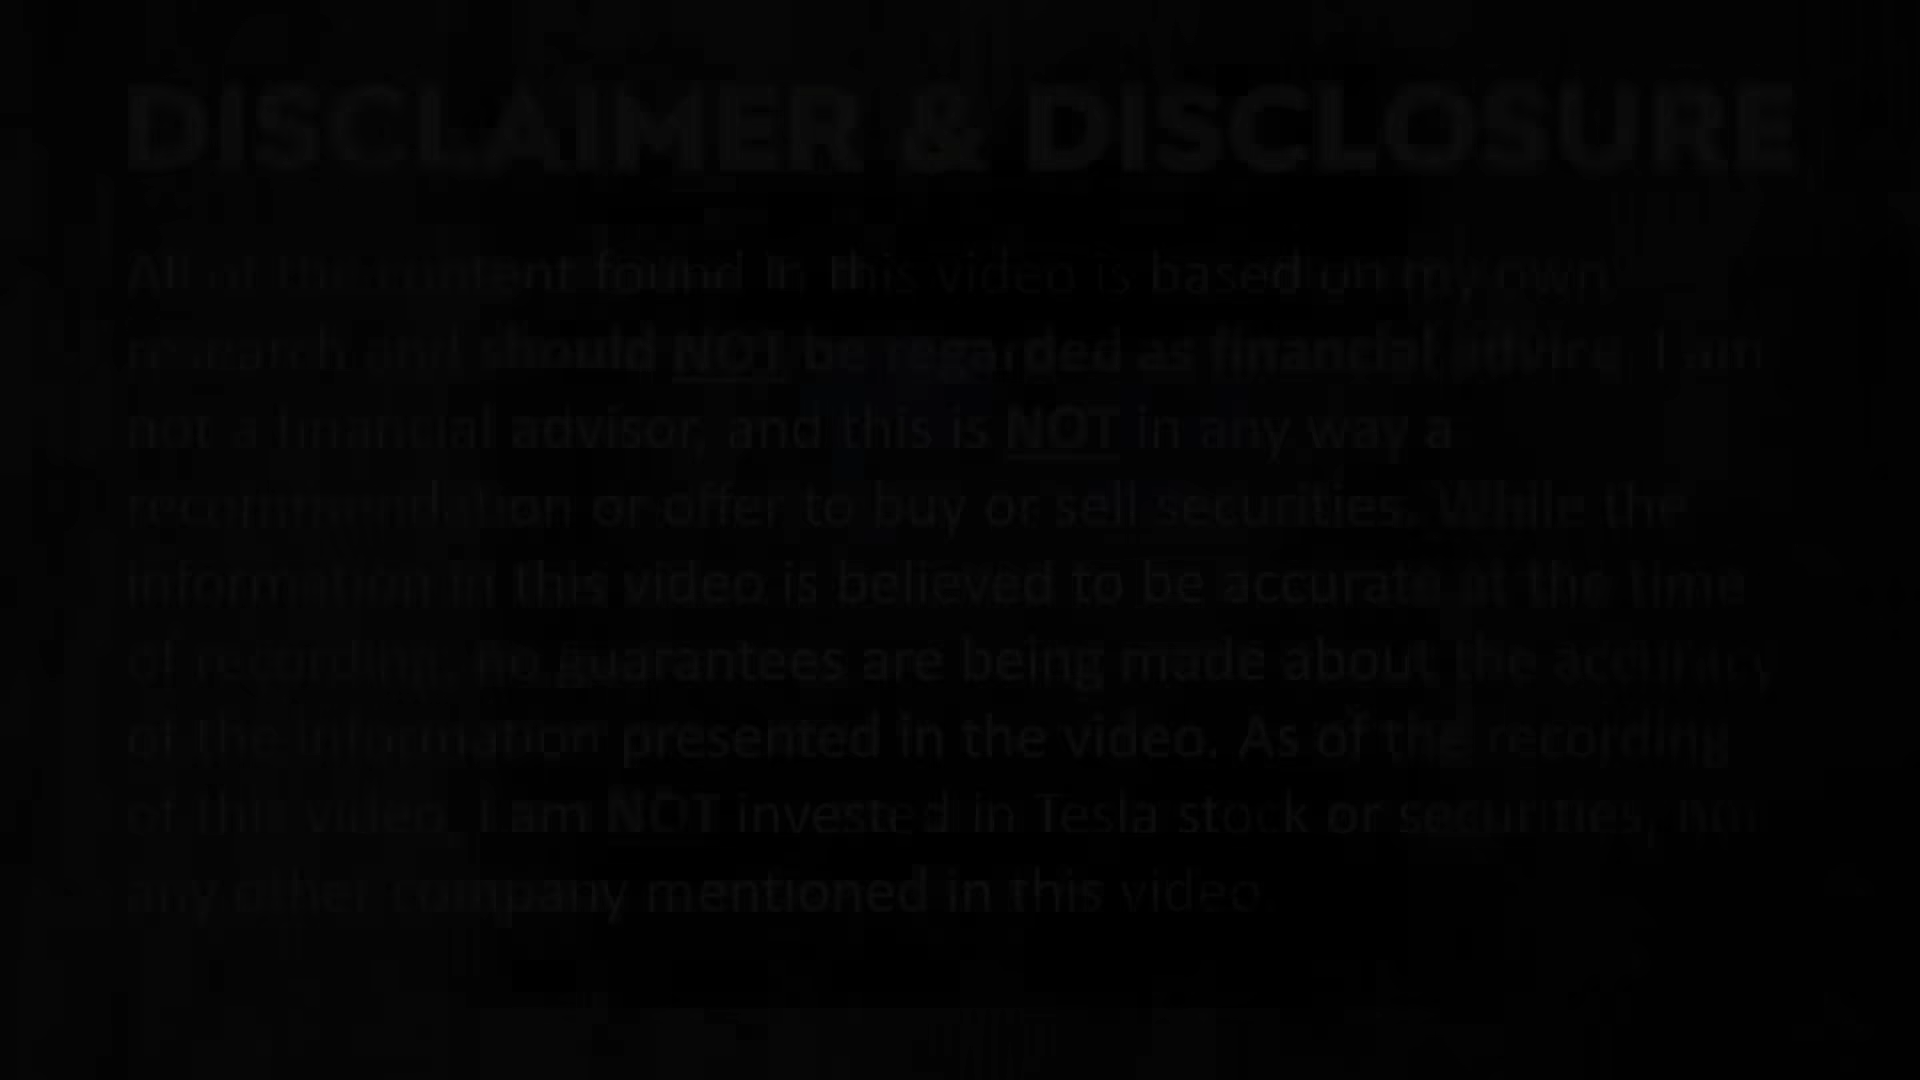 DISCLAIMER & DISCLOSURE
All of the content found in this video is based on my own
research and should NOT be regarded as financial advice. I am
not a financial advisor, and this is NOT in any way a
recommendation or offer to buy or sell securities. While the
information in this video is believed to be accurate at the time
of recording, no guarantees are being made about the accuracy
of the information presented in the video. As of the recording
of this video, I am NOT invested in Tesla stock or securities, nor
any other company mentioned in this video.